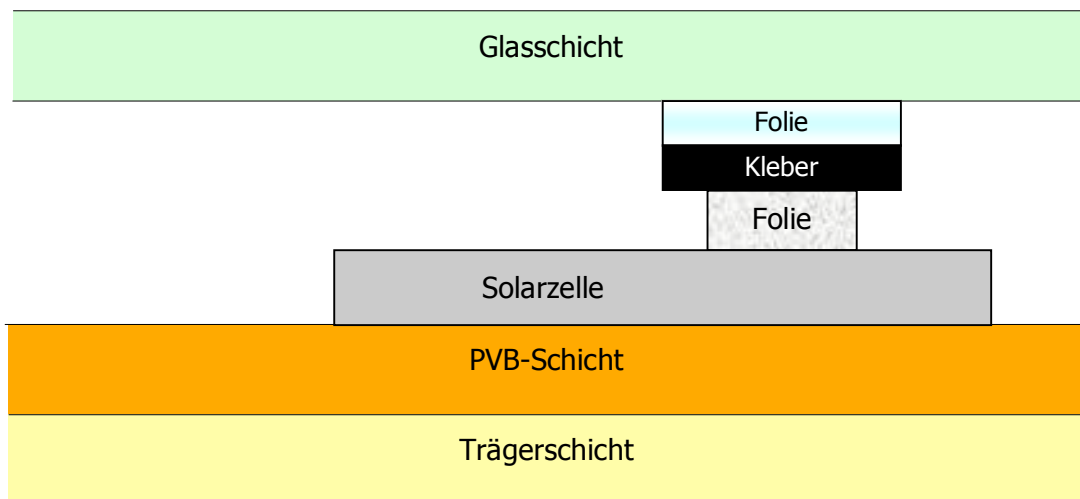 Glasschicht
Folie
Kleber
Folie
Solarzelle
PVB-Schicht
Trägerschicht